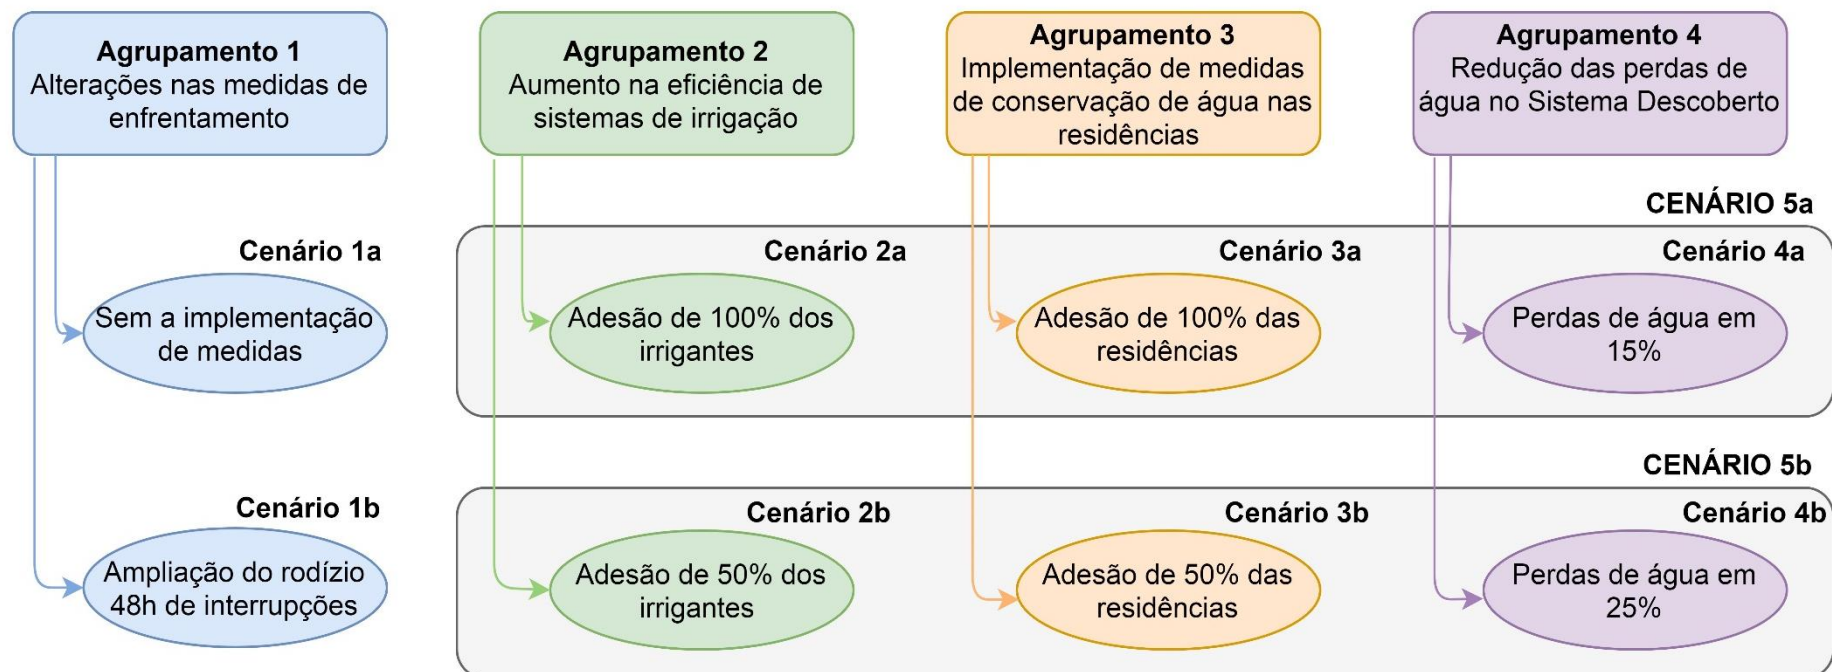 Agrupamento 1
Alterações nas medidas de
enfrentamento
Agrupamento 2
Aumento na eficiência de
sistemas de irrigação
Agrupamento 3
Implementação de medidas
de conservação de água nas
residências
Agrupamento 4
Redução das perdas de
água no Sistema Descoberto
CENÁRIO 5a
Cenário 1a
Sem a implementação
de medidas
Cenário 2a
Adesão de 100% dos
irrigantes
Cenário 3a
Adesão de 100% das
residências
Cenário 4a
Perdas de água em
15%
CENÁRIO 5b
Cenário 1b
Ampliação do rodízio
48h de interrupções
Cenário 2b
Adesão de 50% dos
irrigantes
Cenário 3b
Adesão de 50% das
residências
Cenário 4b
Perdas de água em
25%